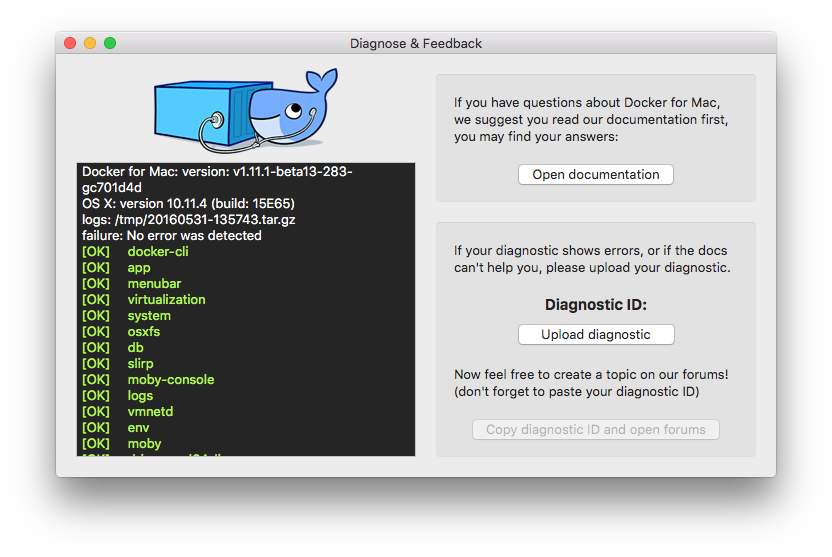 Diagnose & Feedback
Docker for Mac: version: v1.11.1-beta13-283-
gc701d4d
OS X: version 10.11.4 (build: 15E65)
logs: /tmp/20160531-135743.tar.gz
failure: No error was detected
[OK] docker-cli
[OK] app
[OK] menubar
[OK] virtualization
[OK] system
[OK] osxfs
[OK] db
[OK] slirp
[OK] moby-console
[OK] logs
[OK] vmnetd
[OK] env
[OK] moby
If you have questions about Docker for Mac,
we suggest you read our documentation first,
you may find your answers:
Open documentation
If your diagnostic shows errors, or if the docs
can't help you, please upload your diagnostic.
Diagnostic ID:
Upload diagnostic
Now feel free to create a topic on our forums!
(don't forget to paste your diagnostic ID)
Copy diagnostic ID and open forums